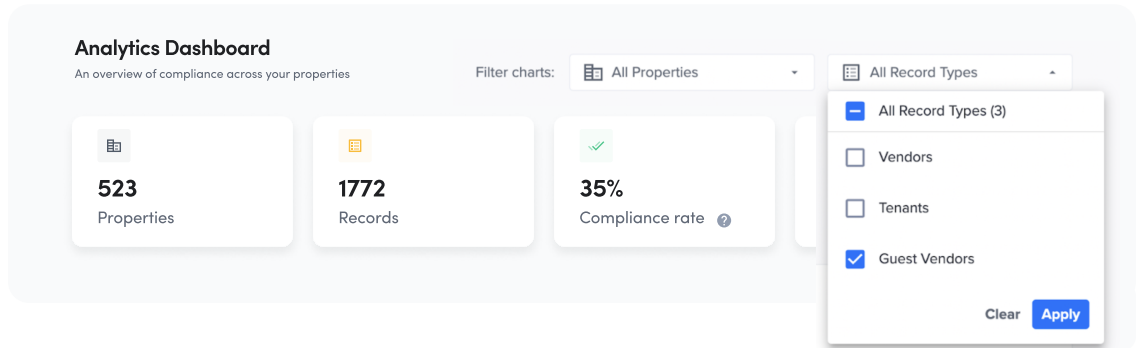 Analytics Dashboard
An overview of compliance across your properties
Filter charts:
All Properties
All Record Types
All Record Types (3)
Vendors
Tenants
Guest Vendors
Clear
Apply
523
Properties
1772
Records
35%
Compliance rate ?